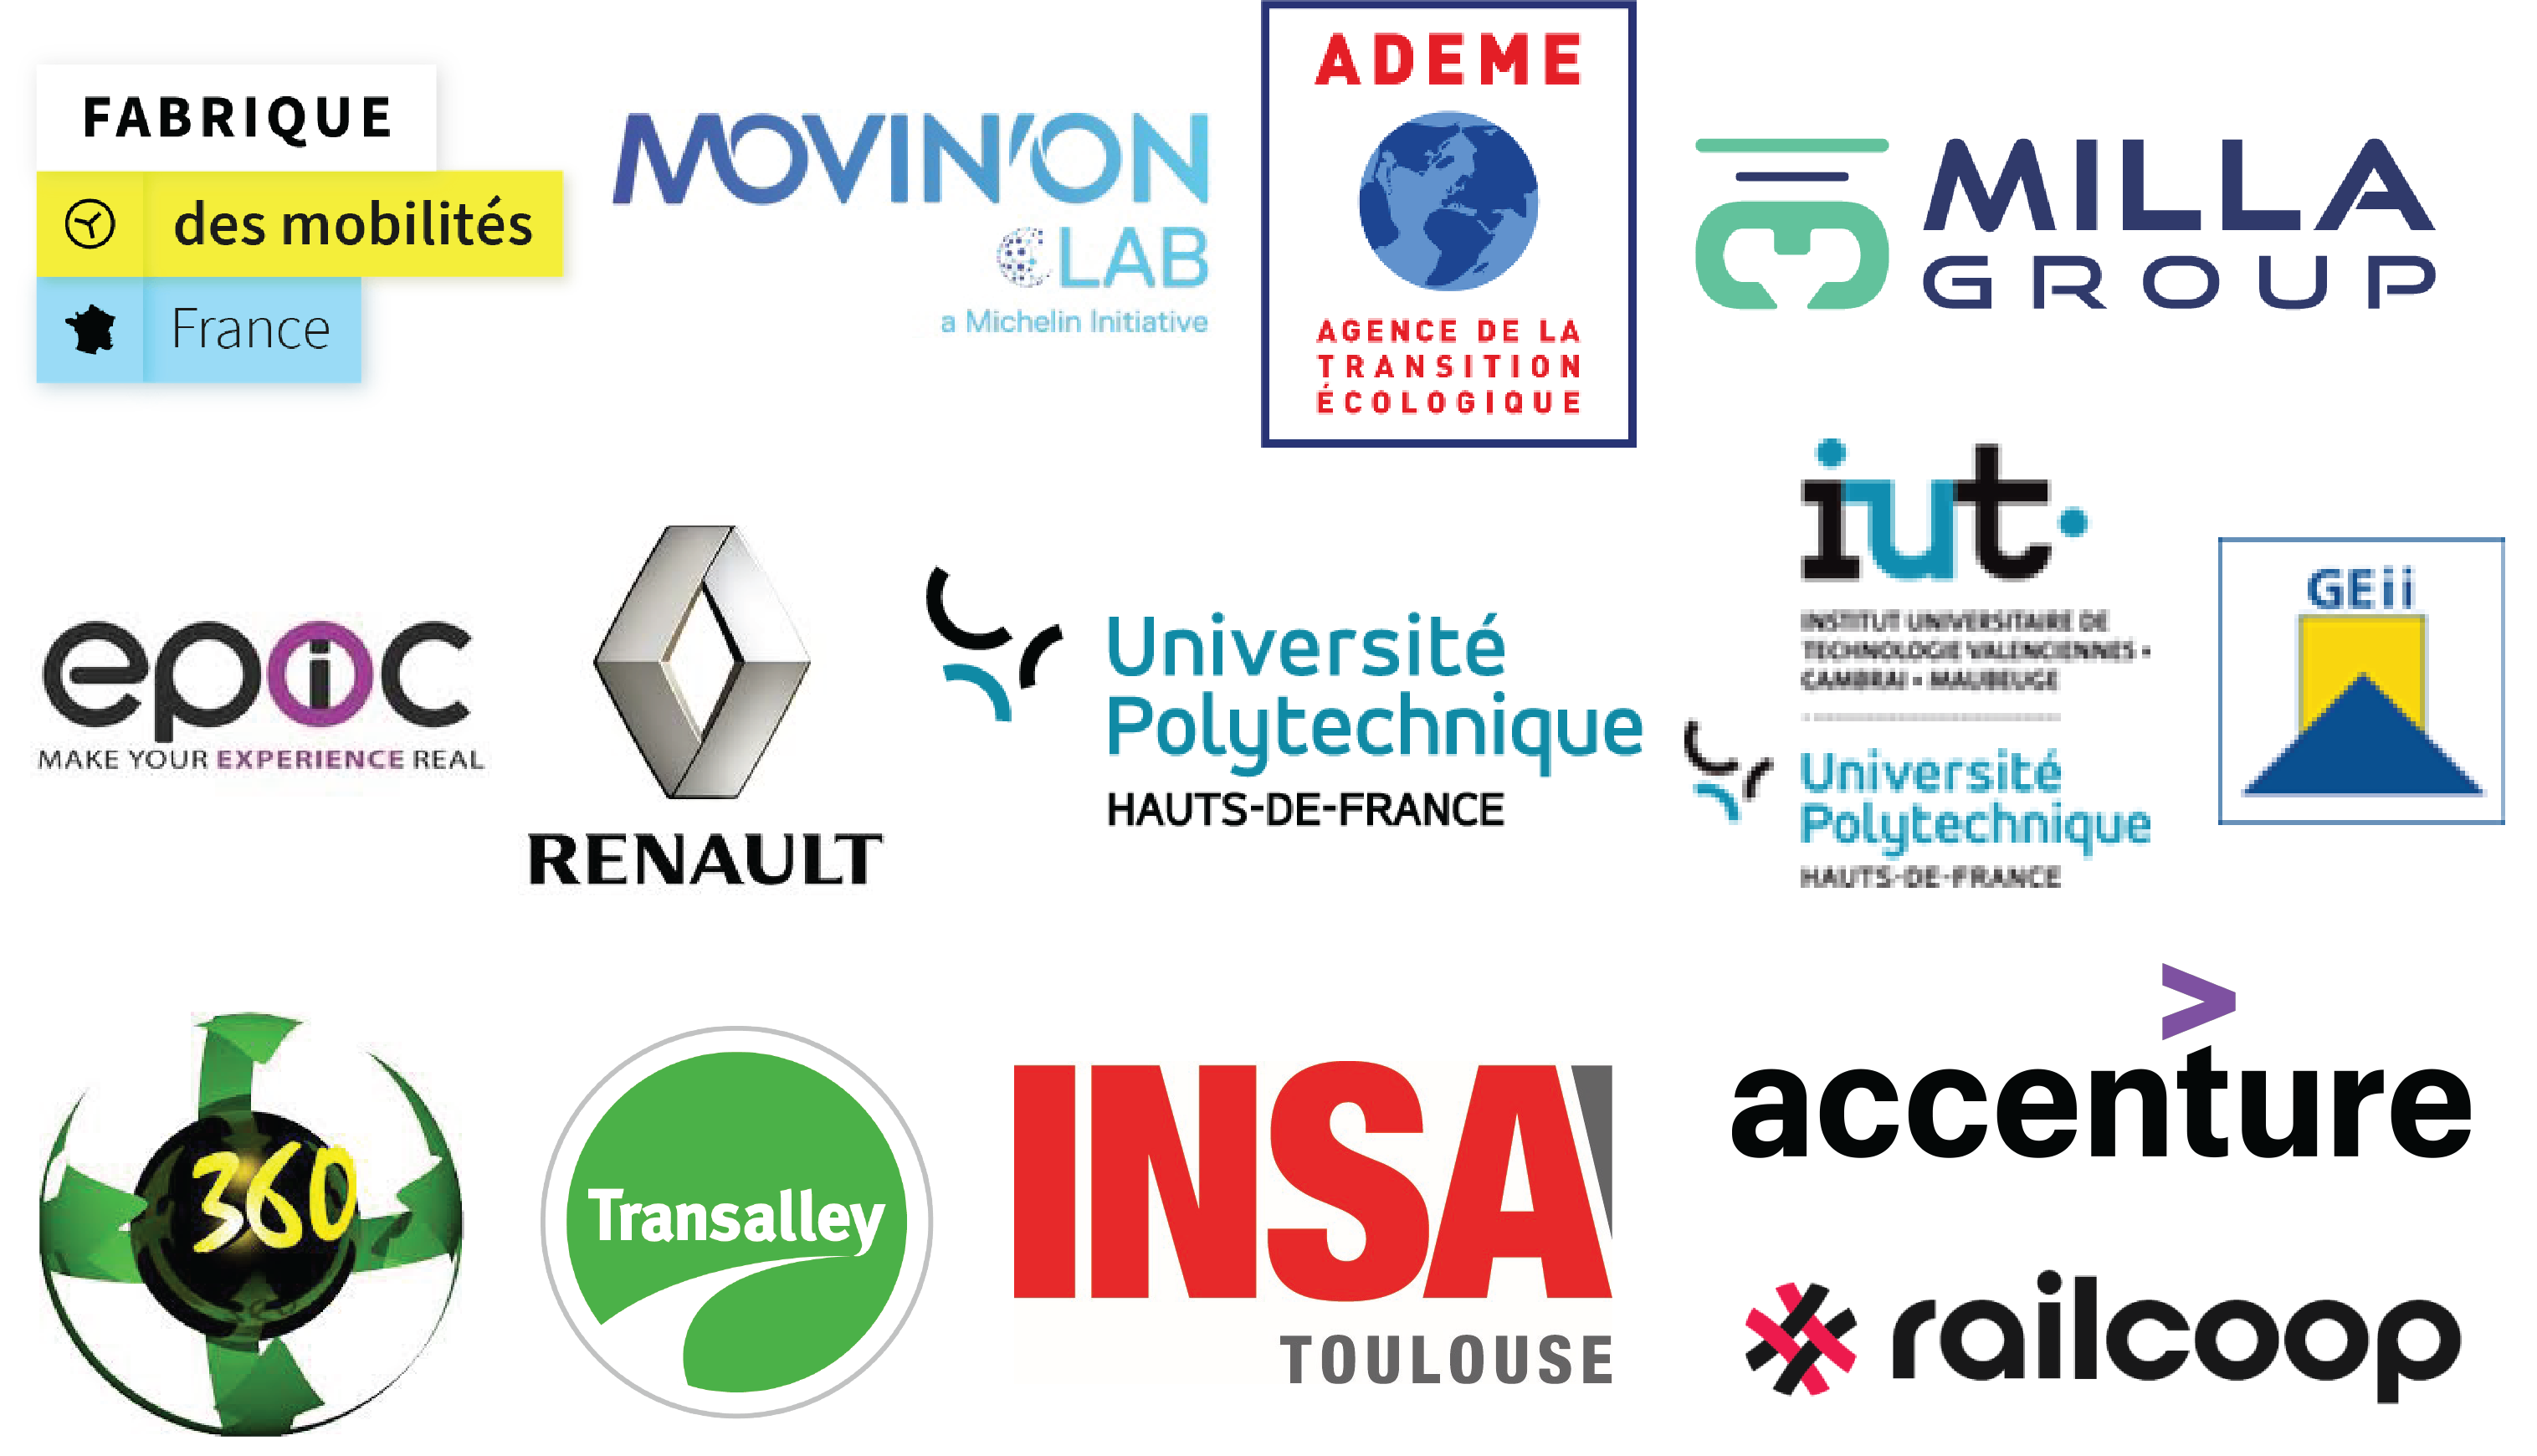 FABRIQUE
des mobilités
France
MOVIN'ON
LAB
a Michelin Initiative
ADEME
AGENCE DE LA
TRANSITION
ÉCOLOGIQUE
MILLA
GROUP
epic
MAKE YOUR EXPERIENCE REAL
RENAULT
Université
Polytechnique
HAUTS-DE-FRANCE
iut
INSTITUT UNIVERSITAIRE DE
TECHNOLOGIE VALENCIENNES •
CAMBRAI • MAUBEUGE
Université
Polytechnique
HAUTS-DE-FRANCE
GEii
360
Transalley
INSA
TOULOUSE
>
accenture
railcoop